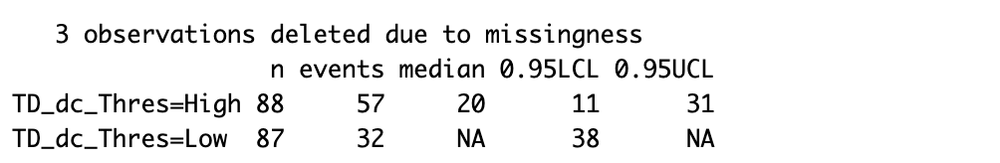 3 observations deleted due to missingness
n events median 0.95LCL 0.95UCL
TD_dc_Thres=High 88 57 20 11 31
TD_dc_Thres=Low 87 32 NA 38 NA